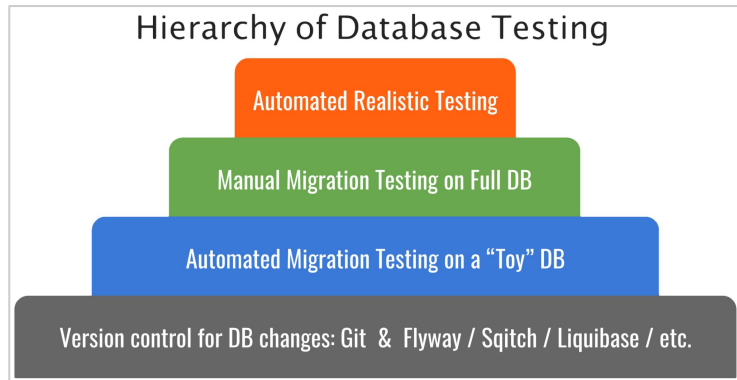 Hierarchy of Database Testing
Automated Realistic Testing
Manual Migration Testing on Full DB
Automated Migration Testing on a “Toy” DB
Version control for DB changes: Git & Flyway / Sqitch / Liquibase / etc.